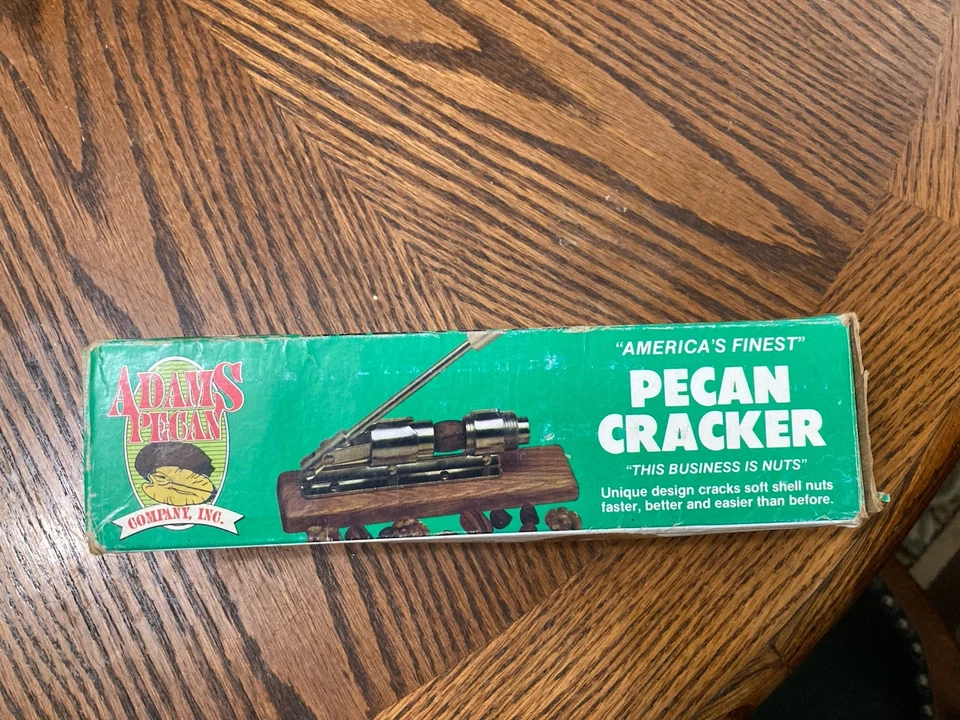 ADAMS
PECAN
COMPANY, INC.
"AMERICA'S FINEST"
PECAN
CRACKER
"THIS BUSINESS IS NUTS"
Unique design cracks soft shell nuts
faster, better and easier than before.